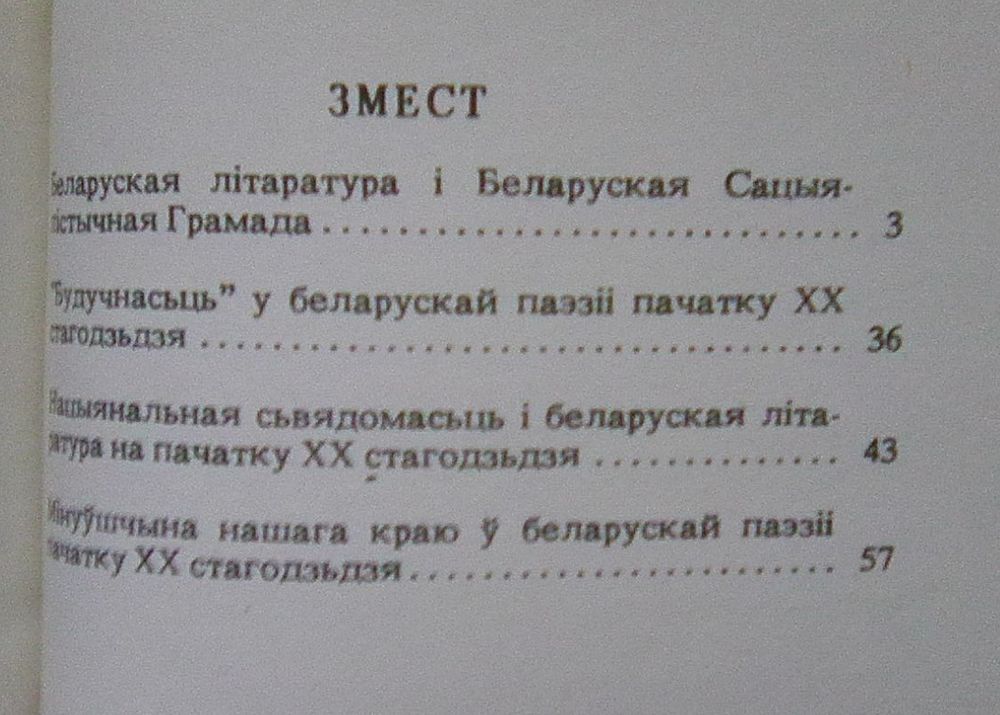 ЗМЕСТ
Беларуская літаратура і Беларуская Сацыя-
лістычная Грамада .............................. 3
"Будучнасьць” у беларускай паэзіі пачатку XX
стагодзьдзя .................................... 36
Нацыянальная сьвядомасьць і беларуская літа-
ратура на пачатку XX стагодзьдзя .............. 43
Мінуўшчына нашага краю ў беларускай паэзіі
пачатку XX стагодзьдзя ........................ 57